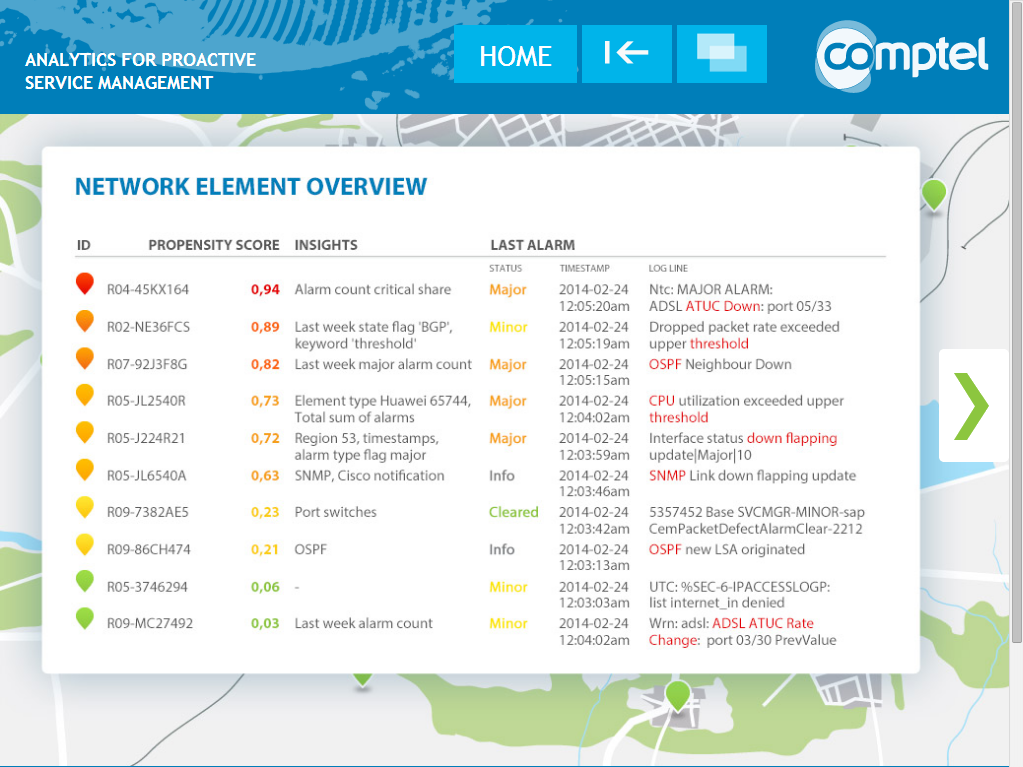 ANALYTICS FOR PROACTIVE
SERVICE MANAGEMENT
HOME
comptel
NETWORK ELEMENT OVERVIEW
ID PROPENSITY SCORE INSIGHTS LAST ALARM
STATUS TIMESTAMP LOG LINE
R04-45KX164 0,94 Alarm count critical share Major 2014-02-24 Ntc: MAJOR ALARM:
12:05:20am ADSL ATUC Down: port 05/33
R02-NE36FCS 0,89 Last week state flag 'BGP', Minor 2014-02-24 Dropped packet rate exceeded
keyword 'threshold' 12:05:19am upper threshold
R07-92J3F8G 0,82 Last week major alarm count Major 2014-02-24 OSPF Neighbour Down
12:05:15am
R05-JL2540R 0,73 Element type Huawei 65744, Major 2014-02-24 CPU utilization exceeded upper
Total sum of alarms 12:04:02am threshold
R05-J224R21 0,72 Region 53, timestamps, Major 2014-02-24 Interface status down flapping
alarm type flag major 12:03:59am update|Major|10
R05-JL6540A 0,63 SNMP, Cisco notification Info 2014-02-24 SNMP Link down flapping update
12:03:46am
R09-7382AE5 0,23 Port switches Cleared 2014-02-24 5357452 Base SVCMGR-MINOR-sap
12:03:42am CemPacketDefectAlarmClear-2212
R09-86CH474 0,21 OSPF Info 2014-02-24 OSPF new LSA originated
12:03:13am
R05-3746294 0,06 - Minor 2014-02-24 UTC: %SEC-6-IPACCESSLOGP:
12:03:03am list internet_in denied
R09-MC27492 0,03 Last week alarm count Minor 2014-02-24 Wrn: adsl: ADSL ATUC Rate
12:04:02am Change: port 03/30 PrevValue